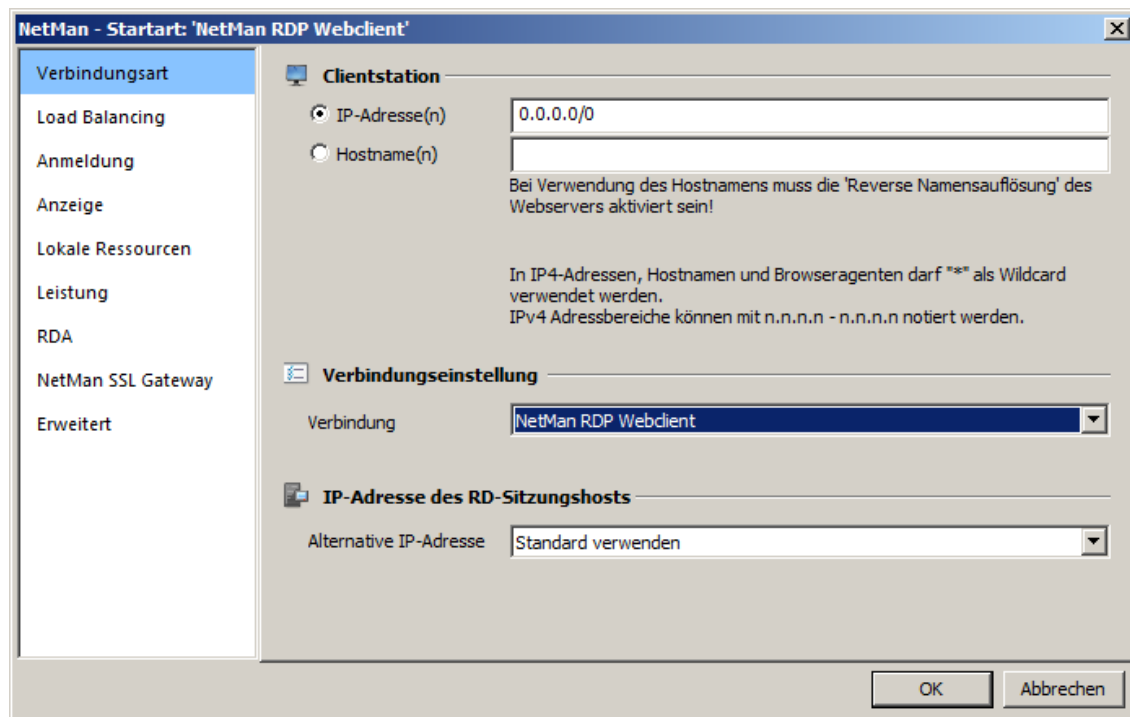 NetMan - Startart: 'NetMan RDP Webclient'
Verbindungsart
Load Balancing
Anmeldung
Anzeige
Lokale Ressourcen
Leistung
RDA
NetMan SSL Gateway
Erweitert
Clientstation
IP-Adresse(n)
0.0.0.0/0
Hostname(n)
Bei Verwendung des Hostnamens muss die 'Reverse Namensauflösung' des
Webservers aktiviert sein!
In IP4-Adressen, Hostnamen und Browseragenten darf "*" als Wildcard
verwendet werden.
IPv4 Adressbereiche können mit n.n.n.n - n.n.n.n notiert werden.
Verbindungseinstellung
Verbindung
NetMan RDP Webclient
IP-Adresse des RD-Sitzungshosts
Alternative IP-Adresse
Standard verwenden
OK
Abbrechen